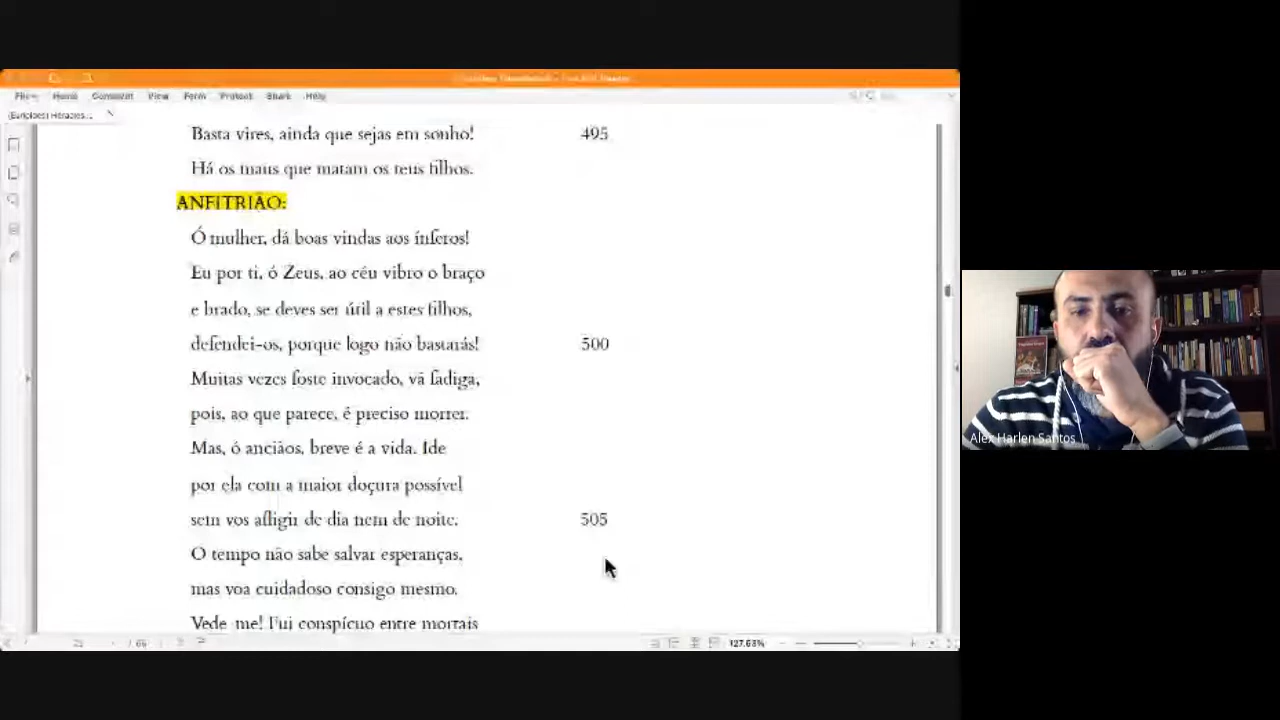 File Home Comment View Form Protect Share Help
(Eurípides) Héracles...
Basta vires, ainda que sejas em sonho! 495
Há os maus que matam os teus filhos.
ANFITRIÃO:
Ó mulher, dá boas vindas aos ínferos!
Eu por ti, ó Zeus, ao céu vibro o braço
e brado, se deves ser útil a estes filhos,
defendei-os, porque logo não bastarás! 500
Muitas vezes foste invocado, vã fadiga,
pois, ao que parece, é preciso morrer.
Mas, ó anciãos, breve é a vida. Ide
por ela com a maior doçura possível
sem vos afligir de dia nem de noite. 505
O tempo não sabe salvar esperanças,
mas voa cuidadoso consigo mesmo.
Vede-me! Fui conspícuo entre mortais
127.63%
Alex Harlen Santos